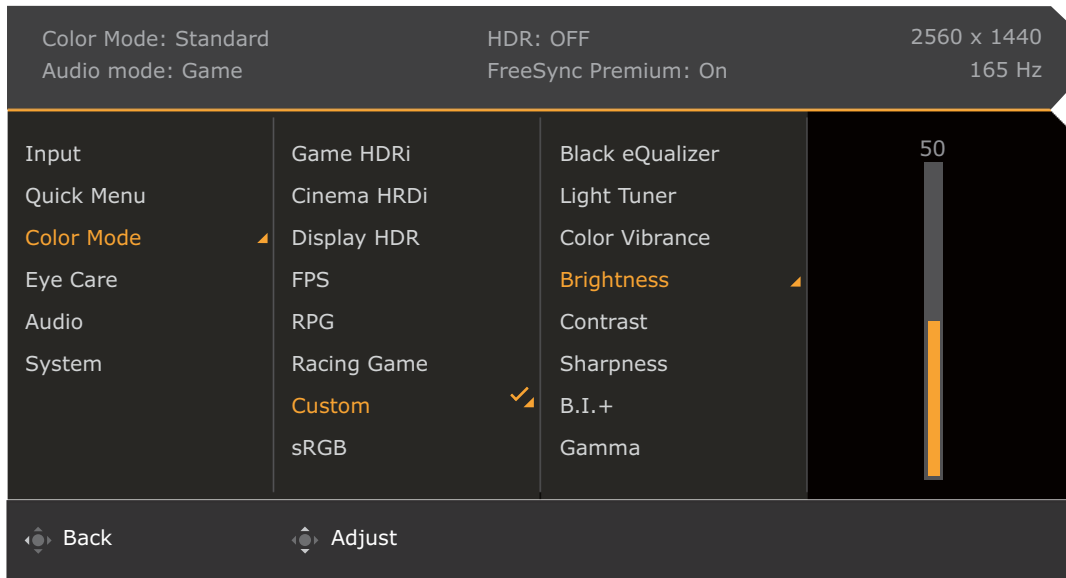 Color Mode: Standard
HDR: OFF
2560 x 1440
Audio mode: Game
FreeSync Premium: On
165 Hz
Input
Quick Menu
Color Mode
Eye Care
Audio
System
Game HDRi
Cinema HRDi
Display HDR
FPS
RPG
Racing Game
Custom
sRGB
Black eQualizer
Light Tuner
Color Vibrance
Brightness
Contrast
Sharpness
B.I.+
Gamma
50
Back
Adjust